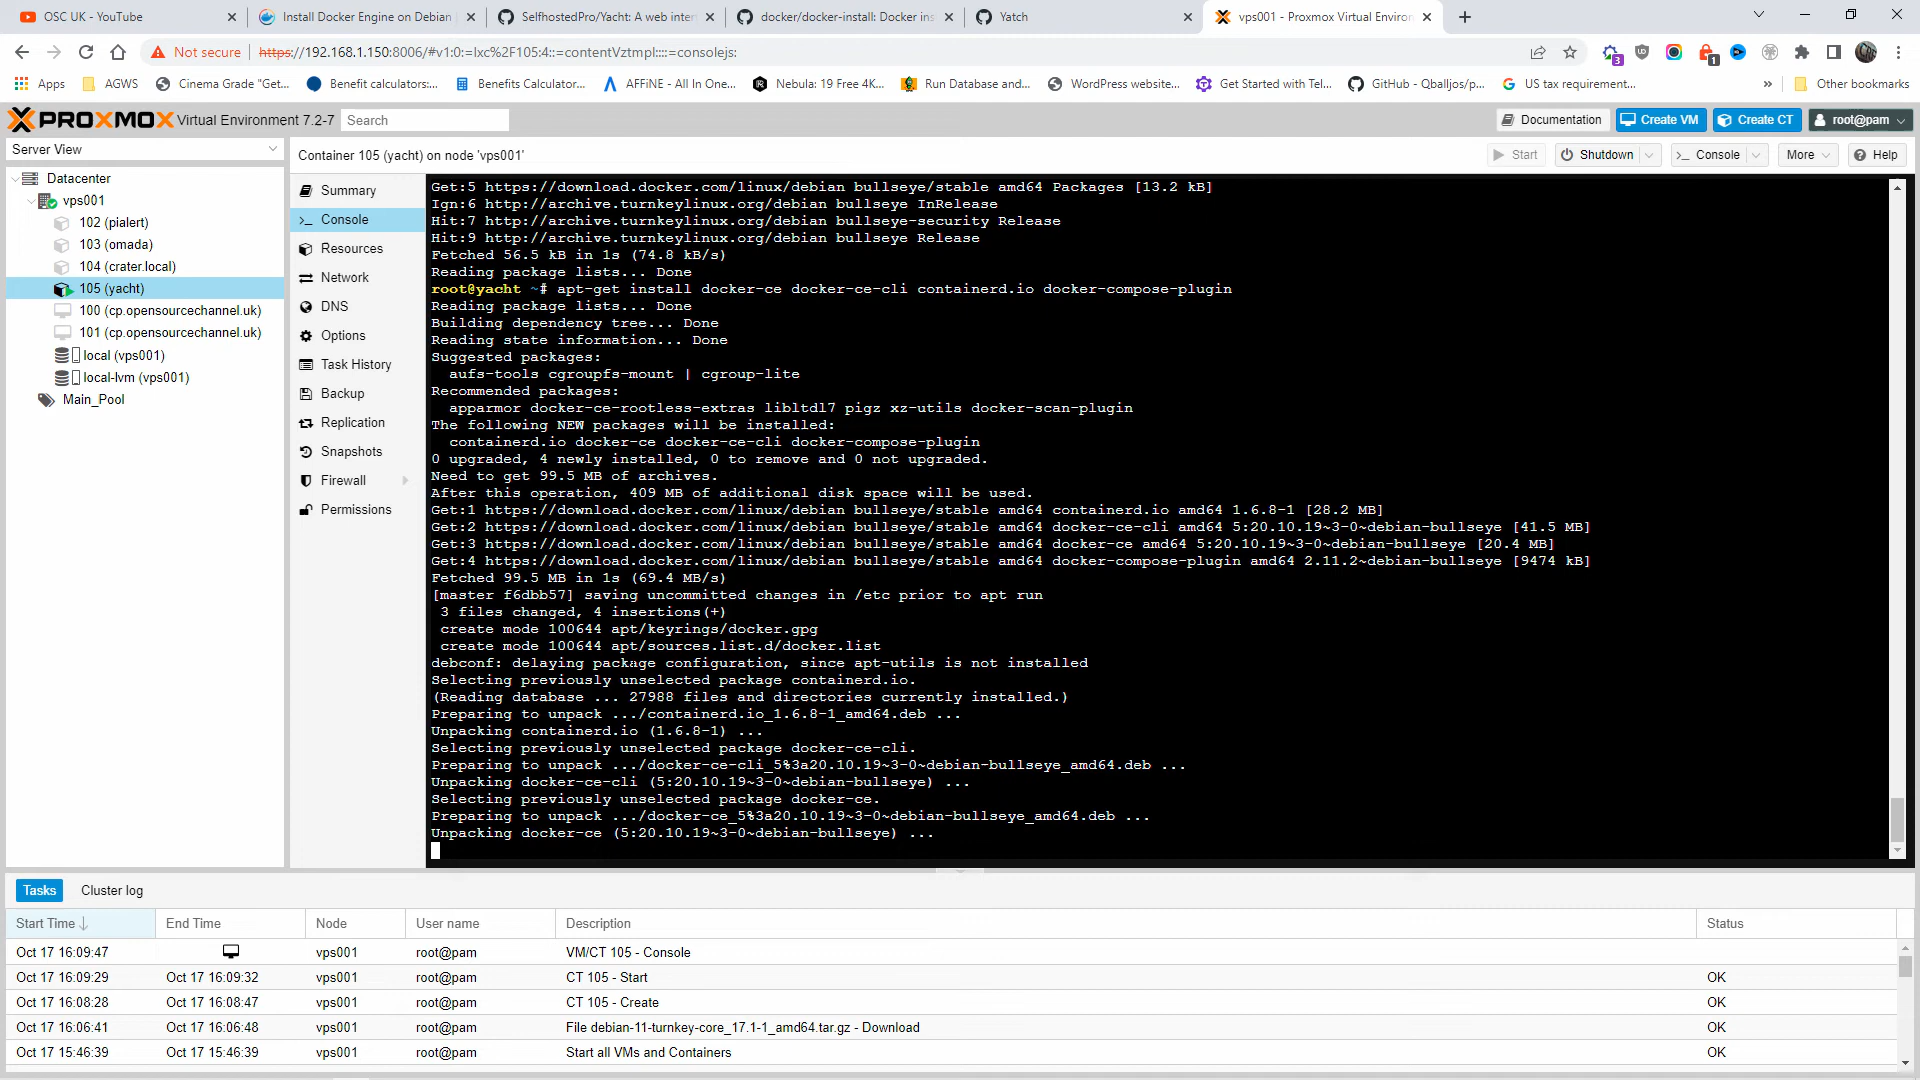 OSC UK - YouTube
Install Docker Engine on Debian
SelfhostedPro/Yacht: A web inter
docker/docker-install: Docker ins
Yatch
vps001 - Proxmox Virtual Environ
Not secure
https://192.168.1.150:8006/#v1:0:=lxc%2F105:4::=contentVztmpl::::=consolejs:
3
1
Apps
AGWS
Cinema Grade "Get...
Benefit calculators:...
Benefits Calculator...
AFFiNE - All In One...
Nebula: 19 Free 4K...
Run Database and...
WordPress website...
Get Started with Tel...
GitHub - Qballjos/p...
US tax requirement...
»
Other bookmarks
PROXMOX Virtual Environment 7.2-7
Search
Documentation
Create VM
Create CT
root@pam
Server View
Container 105 (yacht) on node 'vps001'
Start
Shutdown
Console
More
Help
Datacenter
vps001
102 (pialert)
103 (omada)
104 (crater.local)
105 (yacht)
100 (cp.opensourcechannel.uk)
101 (cp.opensourcechannel.uk)
local (vps001)
local-lvm (vps001)
Main_Pool
Summary
Console
Resources
Network
DNS
Options
Task History
Backup
Replication
Snapshots
Firewall
Permissions
Get:5 https://download.docker.com/linux/debian bullseye/stable amd64 Packages [13.2 kB]
Ign:6 http://archive.turnkeylinux.org/debian bullseye InRelease
Hit:7 http://archive.turnkeylinux.org/debian bullseye-security Release
Hit:9 http://archive.turnkeylinux.org/debian bullseye Release
Fetched 56.5 kB in 1s (74.8 kB/s)
Reading package lists... Done
root@yacht ~# apt-get install docker-ce docker-ce-cli containerd.io docker-compose-plugin
Reading package lists... Done
Building dependency tree... Done
Reading state information... Done
Suggested packages:
aufs-tools cgroupfs-mount | cgroup-lite
Recommended packages:
apparmor docker-ce-rootless-extras libltdl7 pigz xz-utils docker-scan-plugin
The following NEW packages will be installed:
containerd.io docker-ce docker-ce-cli docker-compose-plugin
0 upgraded, 4 newly installed, 0 to remove and 0 not upgraded.
Need to get 99.5 MB of archives.
After this operation, 409 MB of additional disk space will be used.
Get:1 https://download.docker.com/linux/debian bullseye/stable amd64 containerd.io amd64 1.6.8-1 [28.2 MB]
Get:2 https://download.docker.com/linux/debian bullseye/stable amd64 docker-ce-cli amd64 5:20.10.19~3-0~debian-bullseye [41.5 MB]
Get:3 https://download.docker.com/linux/debian bullseye/stable amd64 docker-ce amd64 5:20.10.19~3-0~debian-bullseye [20.4 MB]
Get:4 https://download.docker.com/linux/debian bullseye/stable amd64 docker-compose-plugin amd64 2.11.2~debian-bullseye [9474 kB]
Fetched 99.5 MB in 1s (69.4 MB/s)
[master f6dbb57] saving uncommitted changes in /etc prior to apt run
3 files changed, 4 insertions(+)
create mode 100644 apt/keyrings/docker.gpg
create mode 100644 apt/sources.list.d/docker.list
debconf: delaying package configuration, since apt-utils is not installed
Selecting previously unselected package containerd.io.
(Reading database ... 27988 files and directories currently installed.)
Preparing to unpack .../containerd.io_1.6.8-1_amd64.deb ...
Unpacking containerd.io (1.6.8-1) ...
Selecting previously unselected package docker-ce-cli.
Preparing to unpack .../docker-ce-cli_5%3a20.10.19~3-0~debian-bullseye_amd64.deb ...
Unpacking docker-ce-cli (5:20.10.19~3-0~debian-bullseye) ...
Selecting previously unselected package docker-ce.
Preparing to unpack .../docker-ce_5%3a20.10.19~3-0~debian-bullseye_amd64.deb ...
Unpacking docker-ce (5:20.10.19~3-0~debian-bullseye) ...
Tasks
Cluster log
Start Time End Time Node User name Description Status
Oct 17 16:09:47 vps001 root@pam VM/CT 105 - Console
Oct 17 16:09:29 Oct 17 16:09:32 vps001 root@pam CT 105 - Start OK
Oct 17 16:08:28 Oct 17 16:08:47 vps001 root@pam CT 105 - Create OK
Oct 17 16:06:41 Oct 17 16:06:48 vps001 root@pam File debian-11-turnkey-core_17.1-1_amd64.tar.gz - Download OK
Oct 17 15:46:39 Oct 17 15:46:39 vps001 root@pam Start all VMs and Containers OK